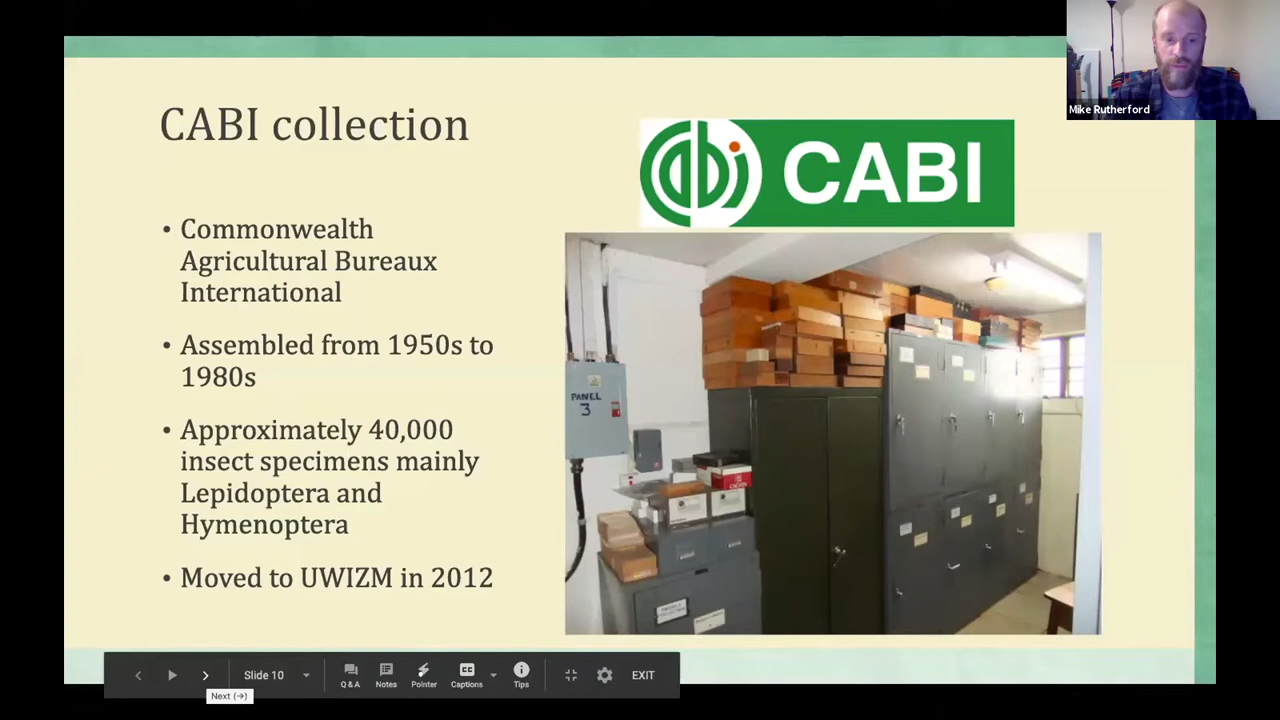 Mike Rutherford
CABI collection
cabi CABI
• Commonwealth
Agricultural Bureaux
International
• Assembled from 1950s to
1980s
• Approximately 40,000
insect specimens mainly
Lepidoptera and
Hymenoptera
• Moved to UWIZM in 2012
PANEL
3
Slide 10
Q & A
Notes
Pointer
CC
Captions
Tips
EXIT
Next (→)